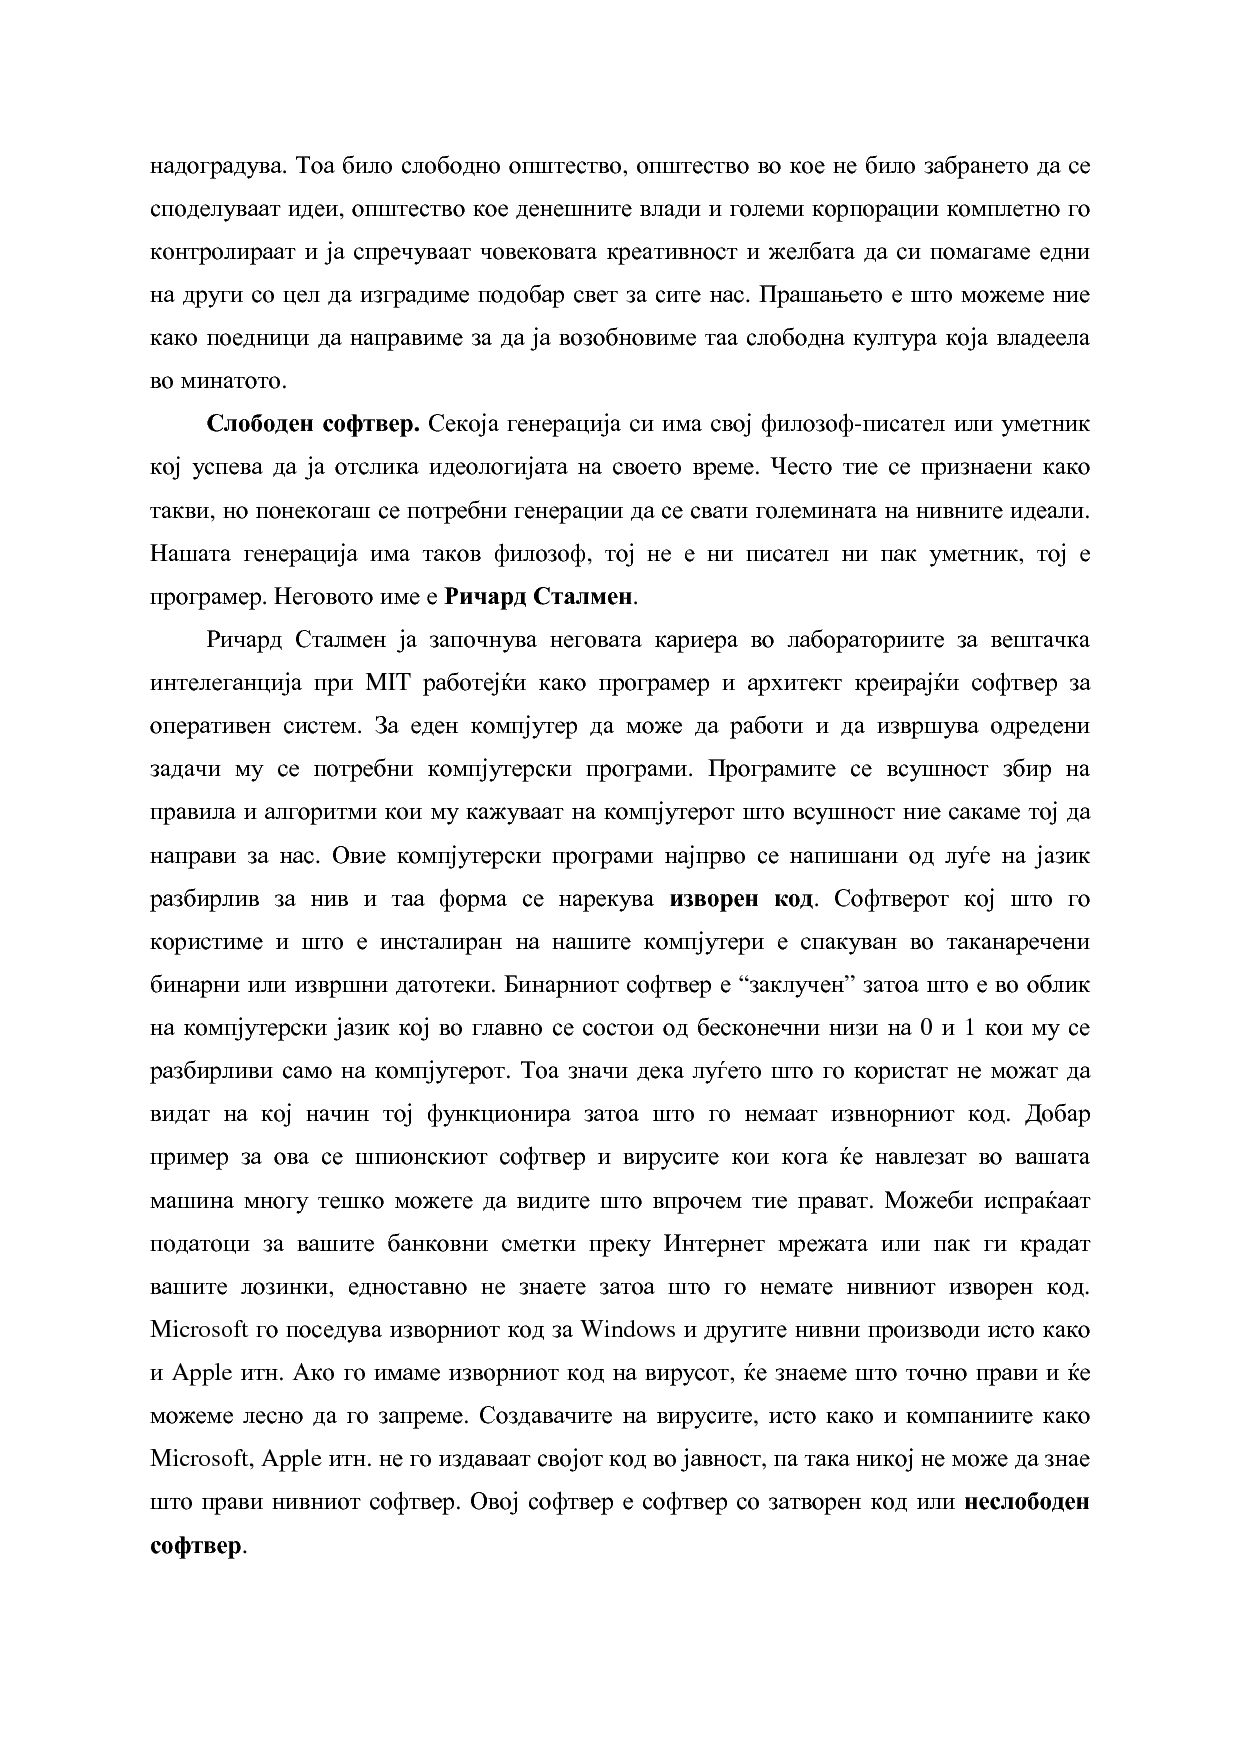 надоградува. Тоа било слободно општество, општество во кое не било забрането да се
споделуваат идеи, општество кое денешните влади и големи корпорации комплетно го
контролираат и ја спречуваат човековата креативност и желбата да си помагаме едни
на други со цел да изградиме подобар свет за сите нас. Прашањето е што можеме ние
како поедници да направиме за да ја возобновиме таа слободна култура која владеела
во минатото.
Слободен софтвер. Секоја генерација си има свој филозоф-писател или уметник
кој успева да ја отслика идеологијата на своето време. Често тие се признаени како
такви, но понекогаш се потребни генерации да се свати големината на нивните идеали.
Нашата генерација има таков филозоф, тој не е ни писател ни пак уметник, тој е
програмер. Неговото име е Ричард Сталмен.
Ричард Сталмен ја започнува неговата кариера во лабораториите за вештачка
интелеганција при MIT работејќи како програмер и архитект креирајќи софтвер за
оперативен систем. За еден компјутер да може да работи и да извршува одредени
задачи му се потребни компјутерски програми. Програмите се всушност збир на
правила и алгоритми кои му кажуваат на компјутерот што всушност ние сакаме тој да
направи за нас. Овие компјутерски програми најпрво се напишани од луѓе на јазик
разбирлив за нив и таа форма се нарекува изворен код. Софтверот кој што го
користиме и што е инсталиран на нашите компјутери е спакуван во таканаречени
бинарни или извршни датотеки. Бинарниот софтвер е “заклучен” затоа што е во облик
на компјутерски јазик кој во главно се состои од бесконечни низи на 0 и 1 кои му се
разбирливи само на компјутерот. Тоа значи дека луѓето што го користат не можат да
видат на кој начин тој функционира затоа што го немаат извнорниот код. Добар
пример за ова се шпионскиот софтвер и вирусите кои кога ќе навлезат во вашата
машина многу тешко можете да видите што впрочем тие прават. Можеби испраќаат
податоци за вашите банковни сметки преку Интернет мрежата или пак ги крадат
вашите лозинки, едноставно не знаете затоа што го немате нивниот изворен код.
Microsoft го поседува изворниот код за Windows и другите нивни производи исто како
и Apple итн. Ако го имаме изворниот код на вирусот, ќе знаеме што точно прави и ќе
можеме лесно да го запреме. Создавачите на вирусите, исто како и компаниите како
Microsoft, Apple итн. не го издаваат својот код во јавност, па така никој не може да знае
што прави нивниот софтвер. Овој софтвер е софтвер со затворен код или неслободен
софтвер.